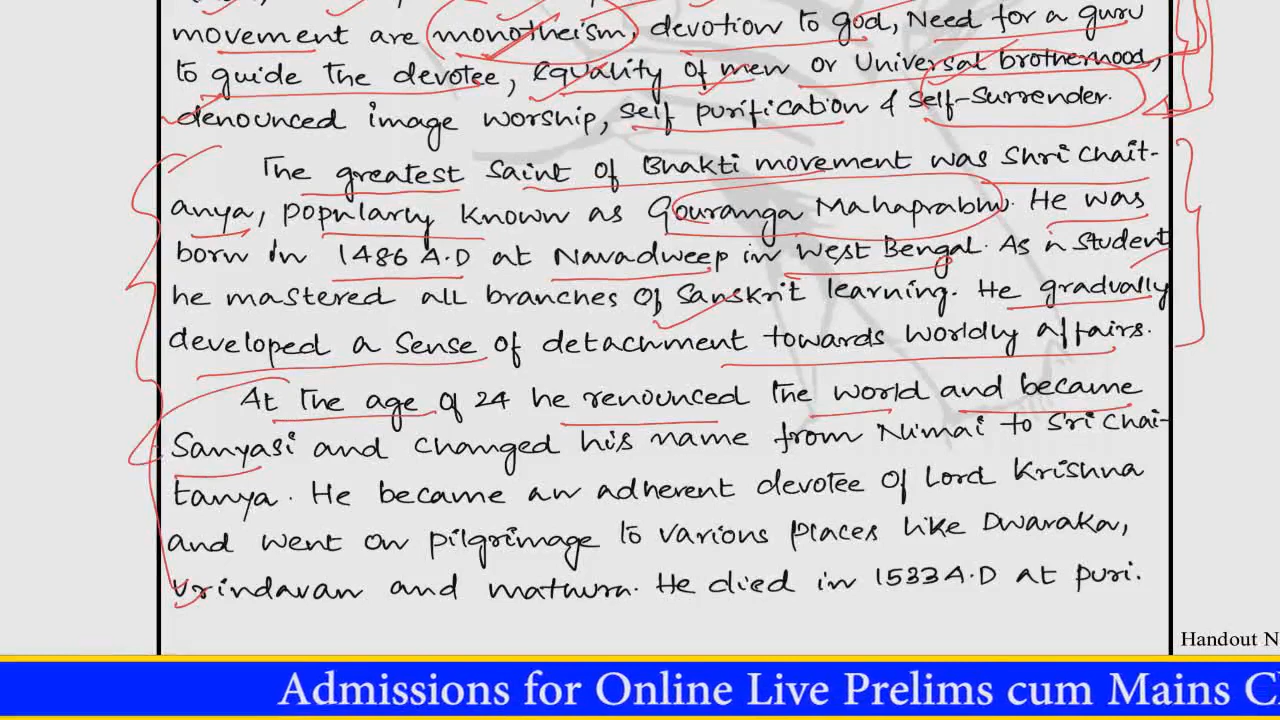 movement are monotheism, devotion to god, Need for a guru
to guide the devotee, Equality of men or Universal brotherhood,
denounced image worship, self purification & self-surrender.
The greatest Saint of Bhakti movement was Shri Chait-
anya, popularly known as Gouranga Mahaprabhu. He was
born in 1486 A.D at Navadweep in West Bengal. As a student
he mastered all branches of Sanskrit learning. He gradually
developed a sense of detachment towards worldly affairs.
At the age of 24 he renounced the world and became
Sanyasi and changed his name from Nimai to Sri Chai-
tanya. He became an adherent devotee of Lord Krishna
and went on pilgrimage to various places like Dwaraka,
Vrindavan and mathura. He died in 1533 A.D at puri.
Handout N
Admissions for Online Live Prelims cum Mains C